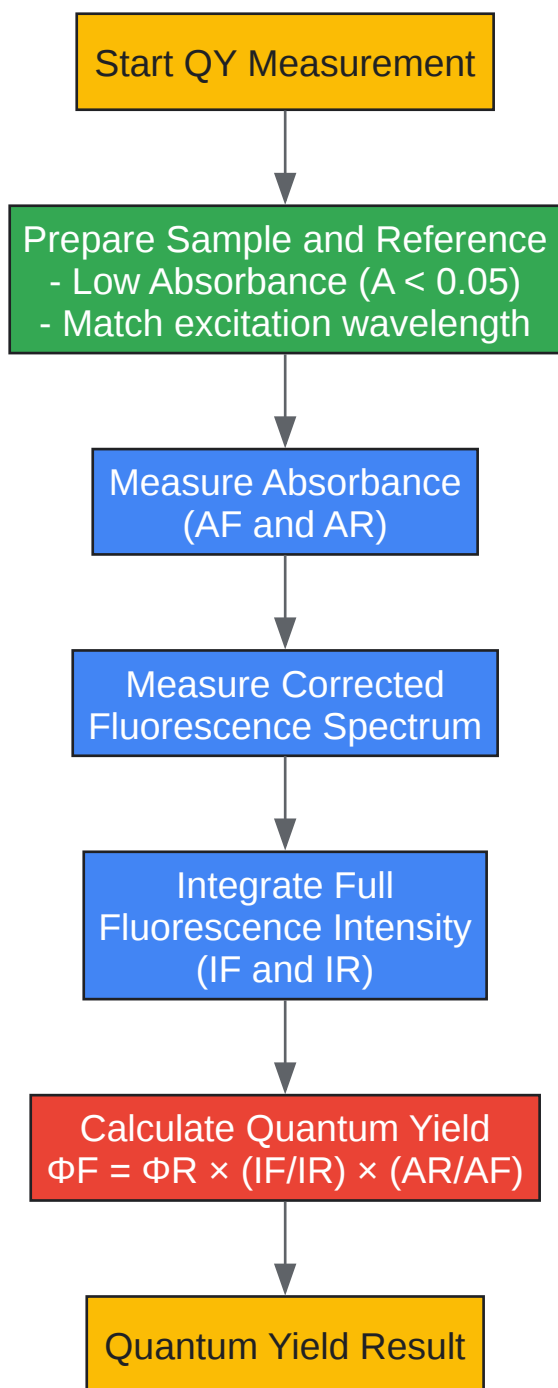 Start QY Measurement
Prepare Sample and Reference
- Low Absorbance (A < 0.05)
- Match excitation wavelength
Measure Absorbance
(AF and AR)
Measure Corrected
Fluorescence Spectrum
Integrate Full
Fluorescence Intensity
(IF and IR)
Calculate Quantum Yield
ΦF = ΦR × (IF/IR) × (AR/AF)
Quantum Yield Result